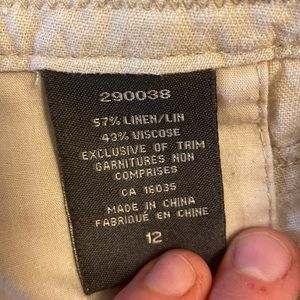 290038
57% LINEN/LIN
43% VISCOSE
EXCLUSIVE OF TRIM
GARNITURES NON
COMPRISES
CA 16035
MADE IN CHINA
FABRIQUÉ EN CHINE
12